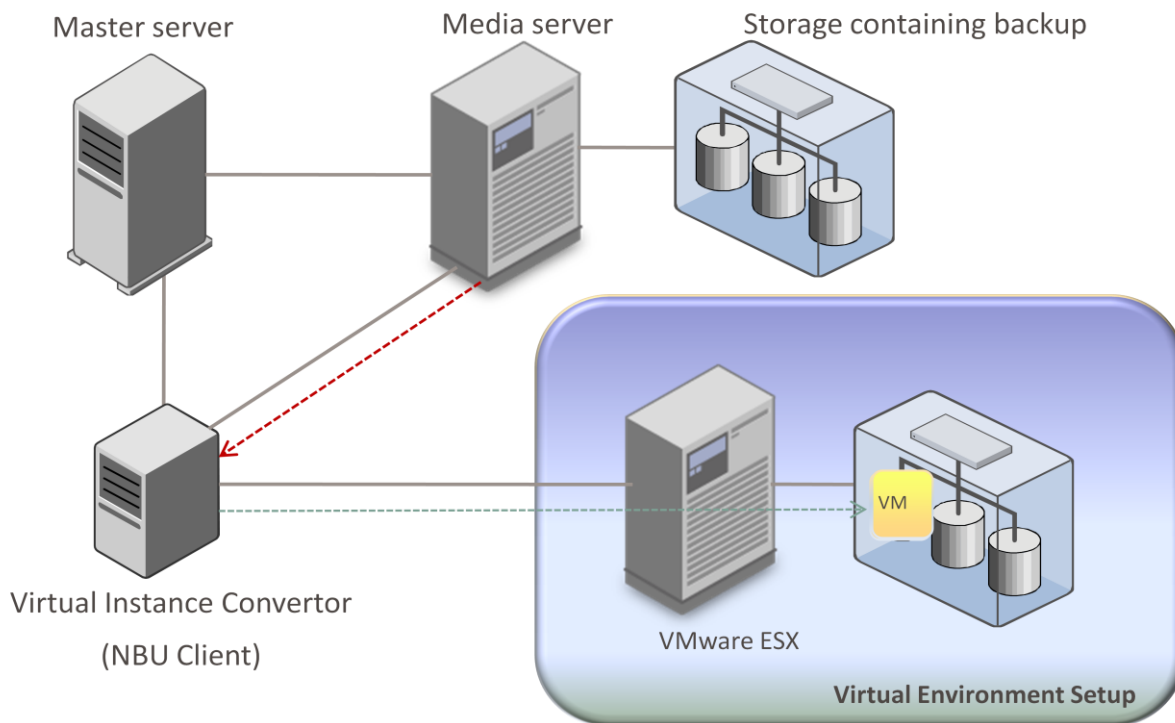 Master server
Media server
Storage containing backup
VM
Virtual Instance Convertor
(NBU Client)
VMware ESX
Virtual Environment Setup